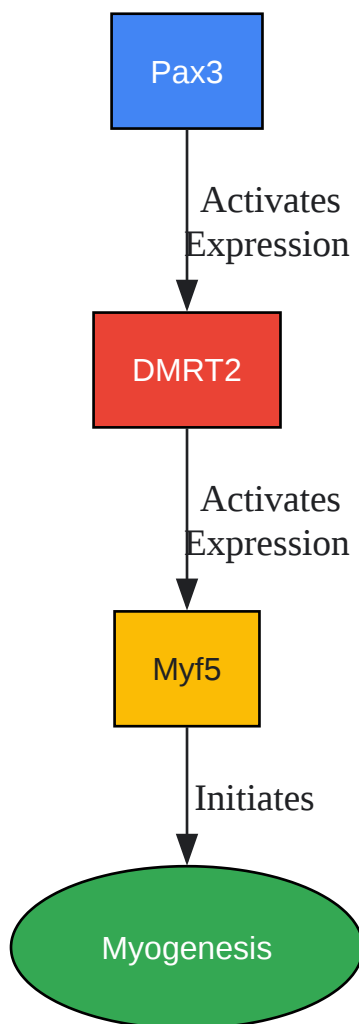 Pax3
Activates
Expression
DMRT2
Activates
Expression
Myf5
Initiates
Myogenesis